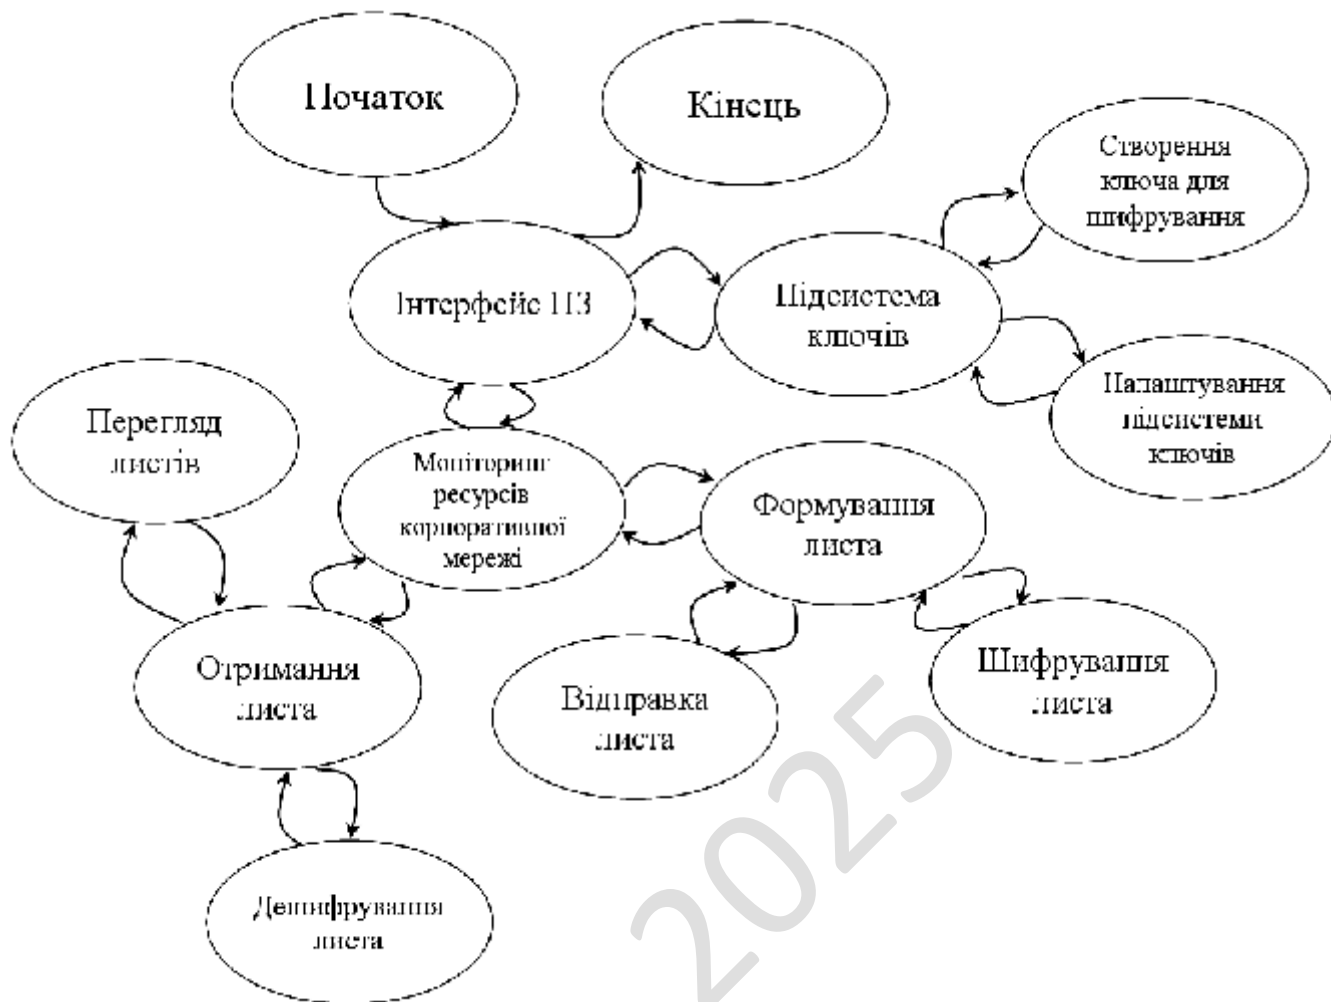 Початок
Кінець
Створення
ключа для
шифрування
Інтерфейс ПЗ
Підсистема
ключів
Налаштування
підсистеми
ключів
Перегляд
листів
Моніторинг
ресурсів
корпоративної
мережі
Формування
листа
Отримання
листа
Відправка
листа
Шифрування
листа
Дешифрування
листа
2025